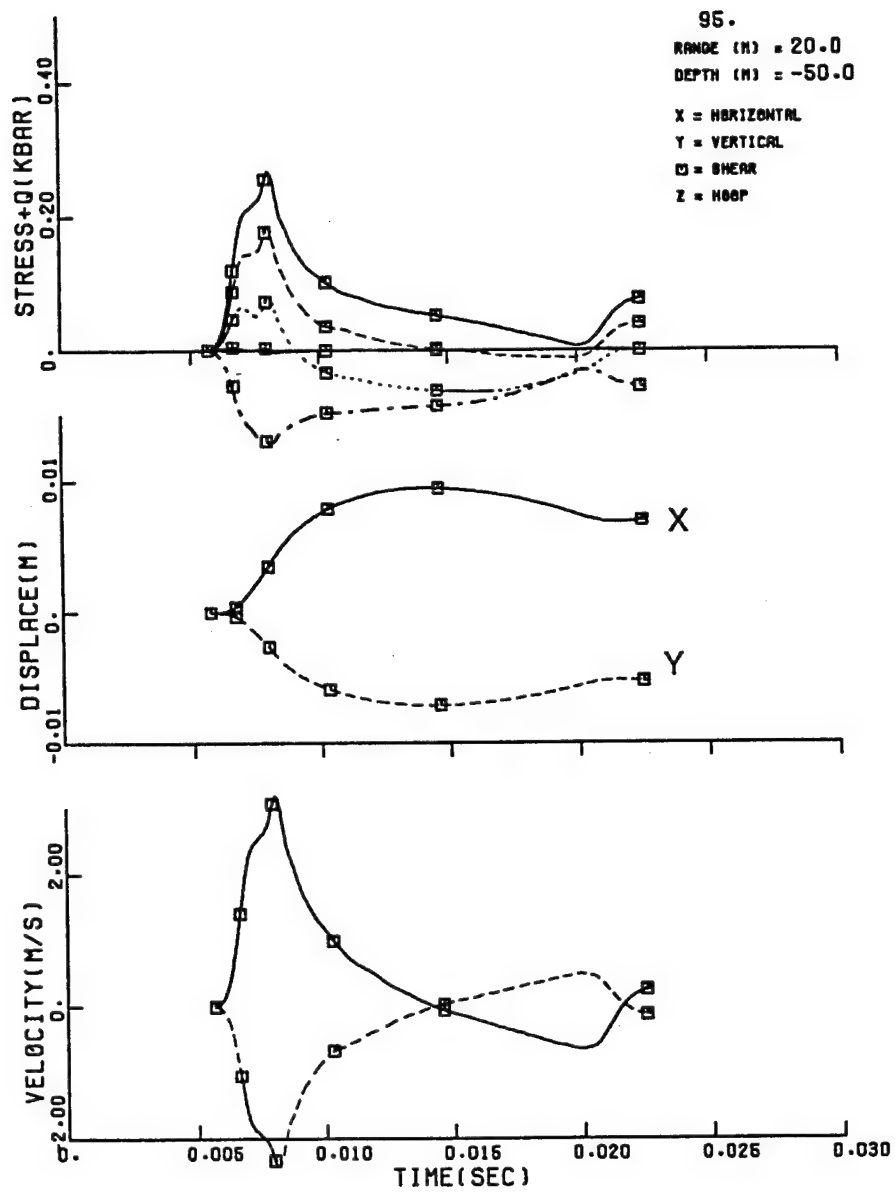 95.
RANGE (M) = 20.0
DEPTH (M) = -50.0
X = HORIZONTAL
Y = VERTICAL
= SHEAR
Z = HOOP
STRESS+Q(KBAR)
0.40
0.20
0.
DISPLACE(M)
0.01
0.
-0.01
X
Y
VELOCITY(M/S)
2.00
0.
-2.00
0.
0.005
0.010
0.015
0.020
0.025
0.030
TIME(SEC)